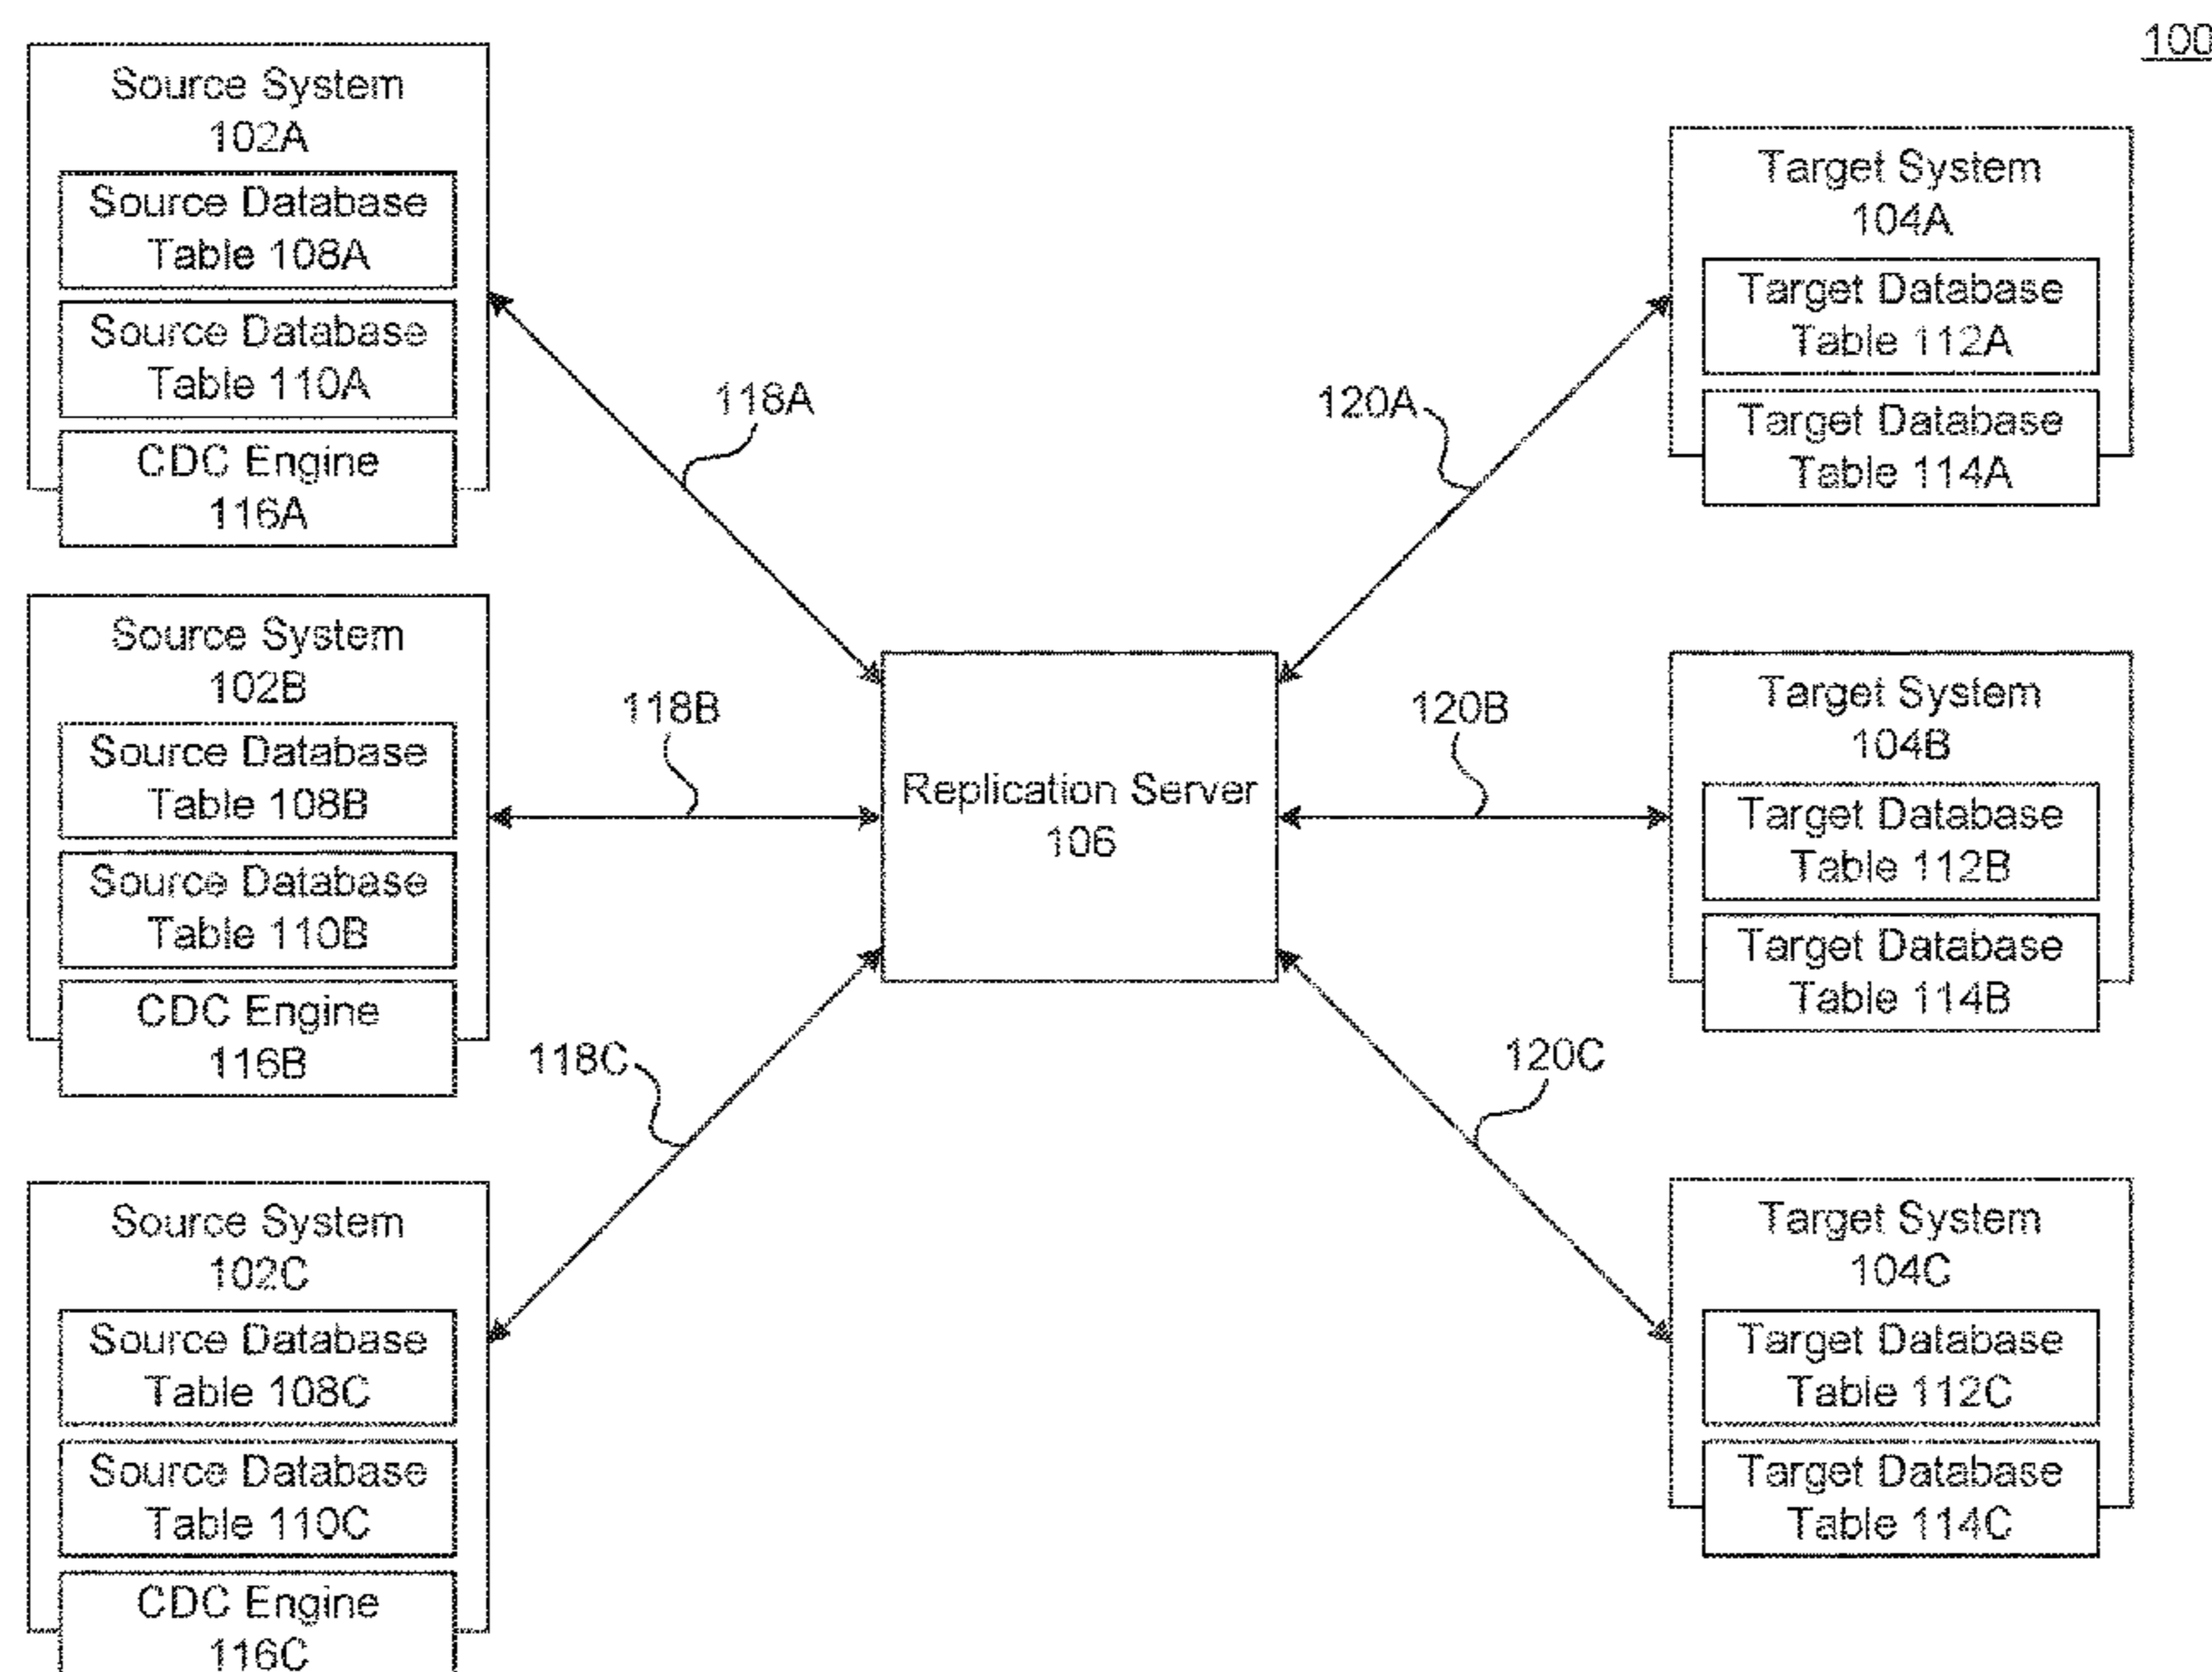 100
Source System
102A
Source Database
Table 108A
Source Database
Table 110A
CDC Engine
116A
118A
120A
Target System
104A
Target Database
Table 112A
Target Database
Table 114A
Source System
102B
Source Database
Table 108B
Source Database
Table 110B
CDC Engine
116B
118B
Replication Server
106
120B
Target System
104B
Target Database
Table 112B
Target Database
Table 114B
118C
120C
Source System
102C
Source Database
Table 108C
Source Database
Table 110C
CDC Engine
116C
Target System
104C
Target Database
Table 112C
Target Database
Table 114C